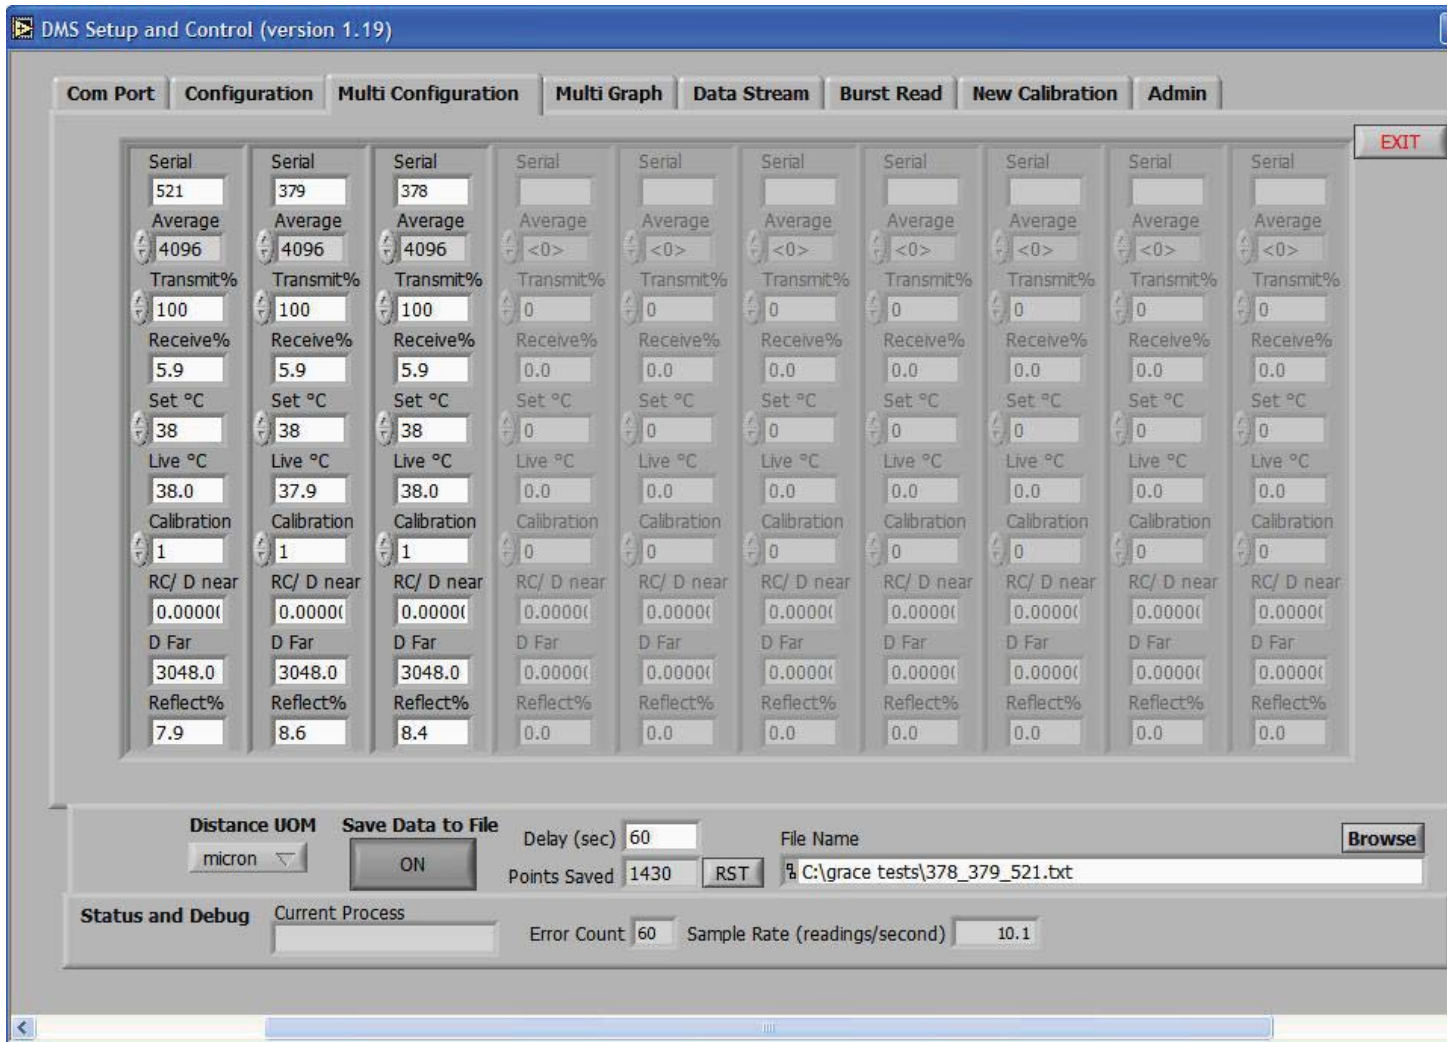 DMS Setup and Control (version 1.19)
Com Port Configuration Multi Configuration Multi Graph Data Stream Burst Read New Calibration Admin
EXIT
Serial Serial Serial Serial Serial Serial Serial Serial Serial Serial
521 379 378
Average Average Average Average Average Average Average Average Average Average
4096 4096 4096 <0> <0> <0> <0> <0> <0> <0>
Transmit% Transmit% Transmit% Transmit% Transmit% Transmit% Transmit% Transmit% Transmit% Transmit%
100 100 100 0 0 0 0 0 0 0
Receive% Receive% Receive% Receive% Receive% Receive% Receive% Receive% Receive% Receive%
5.9 5.9 5.9 0.0 0.0 0.0 0.0 0.0 0.0 0.0
Set °C Set °C Set °C Set °C Set °C Set °C Set °C Set °C Set °C Set °C
38 38 38 0 0 0 0 0 0 0
Live °C Live °C Live °C Live °C Live °C Live °C Live °C Live °C Live °C Live °C
38.0 37.9 38.0 0.0 0.0 0.0 0.0 0.0 0.0 0.0
Calibration Calibration Calibration Calibration Calibration Calibration Calibration Calibration Calibration Calibration
1 1 1 0 0 0 0 0 0 0
RC/ D near RC/ D near RC/ D near RC/ D near RC/ D near RC/ D near RC/ D near RC/ D near RC/ D near RC/ D near
0.0000( 0.0000( 0.0000( 0.0000( 0.0000( 0.0000( 0.0000( 0.0000( 0.0000( 0.0000(
D Far D Far D Far D Far D Far D Far D Far D Far D Far D Far
3048.0 3048.0 3048.0 0.0000( 0.0000( 0.0000( 0.0000( 0.0000( 0.0000( 0.0000(
Reflect% Reflect% Reflect% Reflect% Reflect% Reflect% Reflect% Reflect% Reflect% Reflect%
7.9 8.6 8.4 0.0 0.0 0.0 0.0 0.0 0.0 0.0
Distance UOM Save Data to File Delay (sec) 60 File Name Browse
micron ON Points Saved 1430 RST C:\grace tests\378_379_521.txt
Status and Debug Current Process
Error Count 60 Sample Rate (readings/second) 10.1